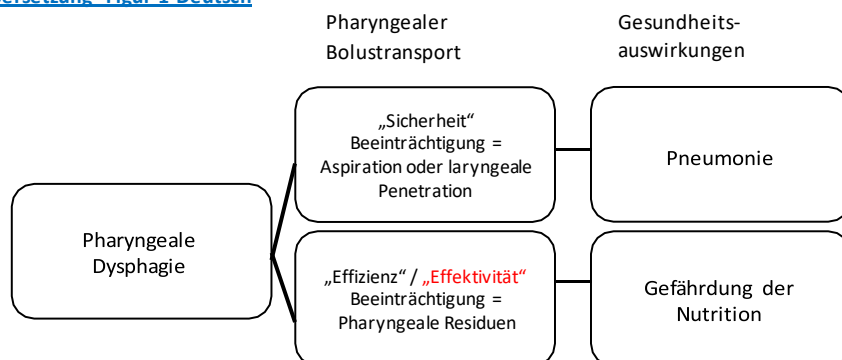 Figur 1 Deutsch
Pharyngealer
Bolustransport
Gesundheits-
auswirkungen
„Sicherheit“
Beeinträchtigung =
Aspiration oder laryngeale
Penetration
Pneumonie
Pharyngeale
Dysphagie
„Effizienz“ / „Effektivität“
Beeinträchtigung =
Pharyngeale Residuen
Gefährdung der
Nutrition